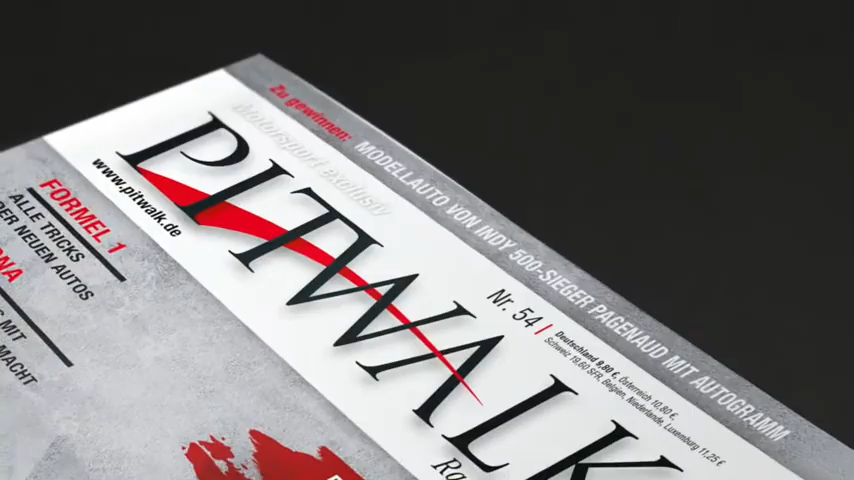 Zu gewinnen: MODELLAUTO VON INDY 500-SIEGER PAGENAUD MIT AUTOGRAMM
Motorsport exclusiv
PITWALK
www.pitwalk.de
Nr. 54 |
Deutschland 9,80 €, Österreich 10,80 €,
Schweiz 19,60 SFR, Belgien, Niederlande, Luxemburg 11,25 €
FORMEL 1
ALLE TRICKS
DER NEUEN AUTOS
MIT
MACHT